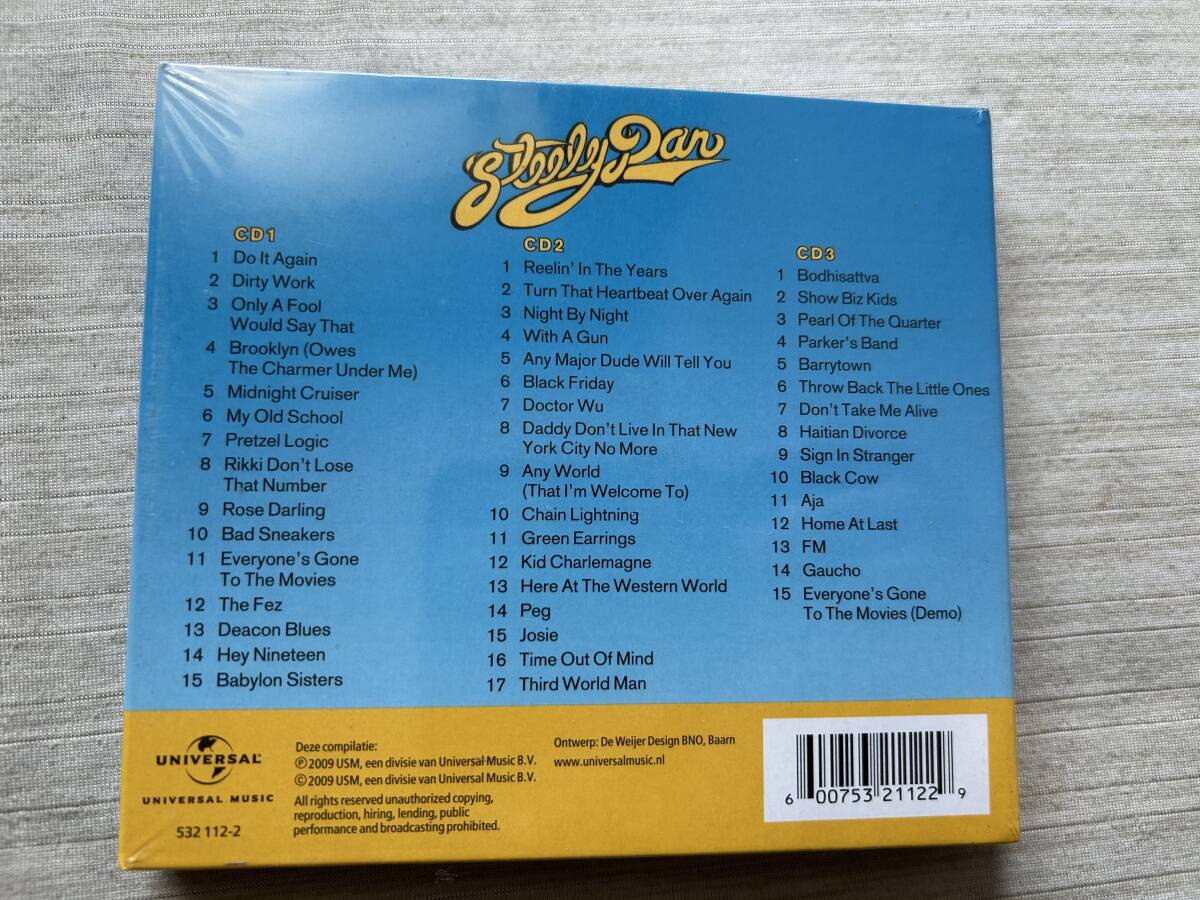 Steely Dan
CD1
1 Do It Again
2 Dirty Work
3 Only A Fool
Would Say That
4 Brooklyn (Owes
The Charmer Under Me)
5 Midnight Cruiser
6 My Old School
7 Pretzel Logic
8 Rikki Don't Lose
That Number
9 Rose Darling
10 Bad Sneakers
11 Everyone's Gone
To The Movies
12 The Fez
13 Deacon Blues
14 Hey Nineteen
15 Babylon Sisters
CD2
1 Reelin' In The Years
2 Turn That Heartbeat Over Again
3 Night By Night
4 With A Gun
5 Any Major Dude Will Tell You
6 Black Friday
7 Doctor Wu
8 Daddy Don't Live In That New
York City No More
9 Any World
(That I'm Welcome To)
10 Chain Lightning
11 Green Earrings
12 Kid Charlemagne
13 Here At The Western World
14 Peg
15 Josie
16 Time Out Of Mind
17 Third World Man
CD3
1 Bodhisattva
2 Show Biz Kids
3 Pearl Of The Quarter
4 Parker's Band
5 Barrytown
6 Throw Back The Little Ones
7 Don't Take Me Alive
8 Haitian Divorce
9 Sign In Stranger
10 Black Cow
11 Aja
12 Home At Last
13 FM
14 Gaucho
15 Everyone's Gone
To The Movies (Demo)
UNIVERSAL
UNIVERSAL MUSIC
532 112-2
Deze compilatie:
℗ 2009 USM, een divisie van Universal Music B.V.
© 2009 USM, een divisie van Universal Music B.V.
All rights reserved unauthorized copying,
reproduction, hiring, lending, public
performance and broadcasting prohibited.
Ontwerp: De Weijer Design BNO, Baarn
www.universalmusic.nl
6 00753 21122 9